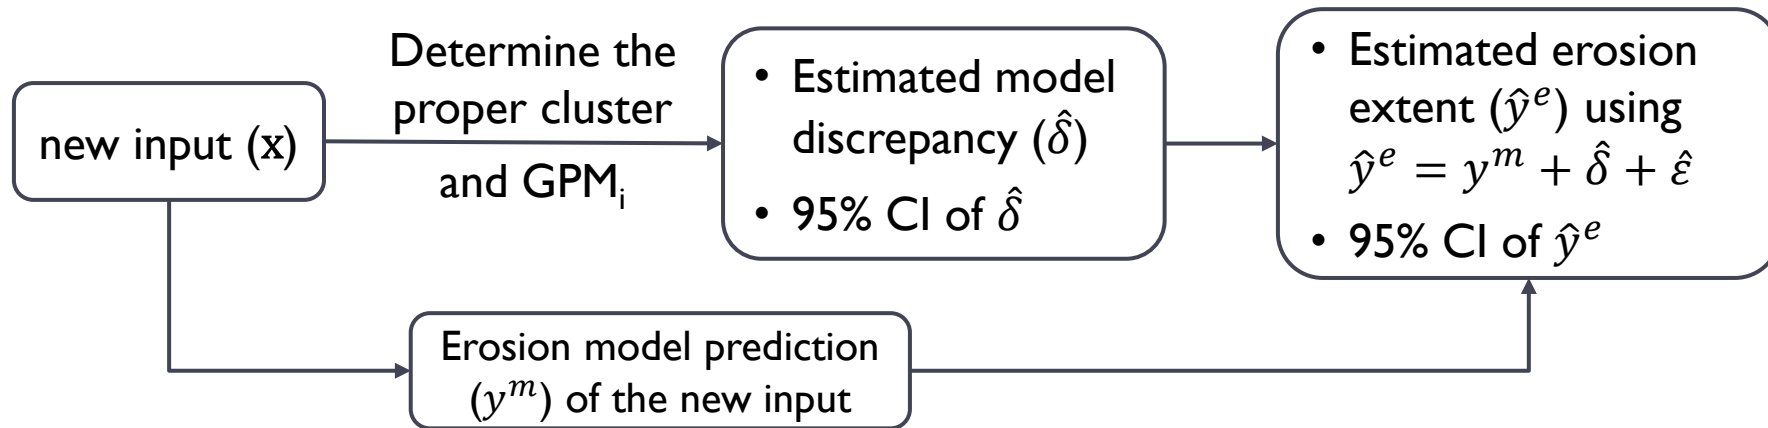 new input (x)
Determine the
proper cluster
and GPMᵢ
• Estimated model
discrepancy (δ̂)
• 95% CI of δ̂
• Estimated erosion
extent (ŷᵉ) using
ŷᵉ = yᵐ + δ̂ + ε̂
• 95% CI of ŷᵉ
Erosion model prediction
(yᵐ) of the new input